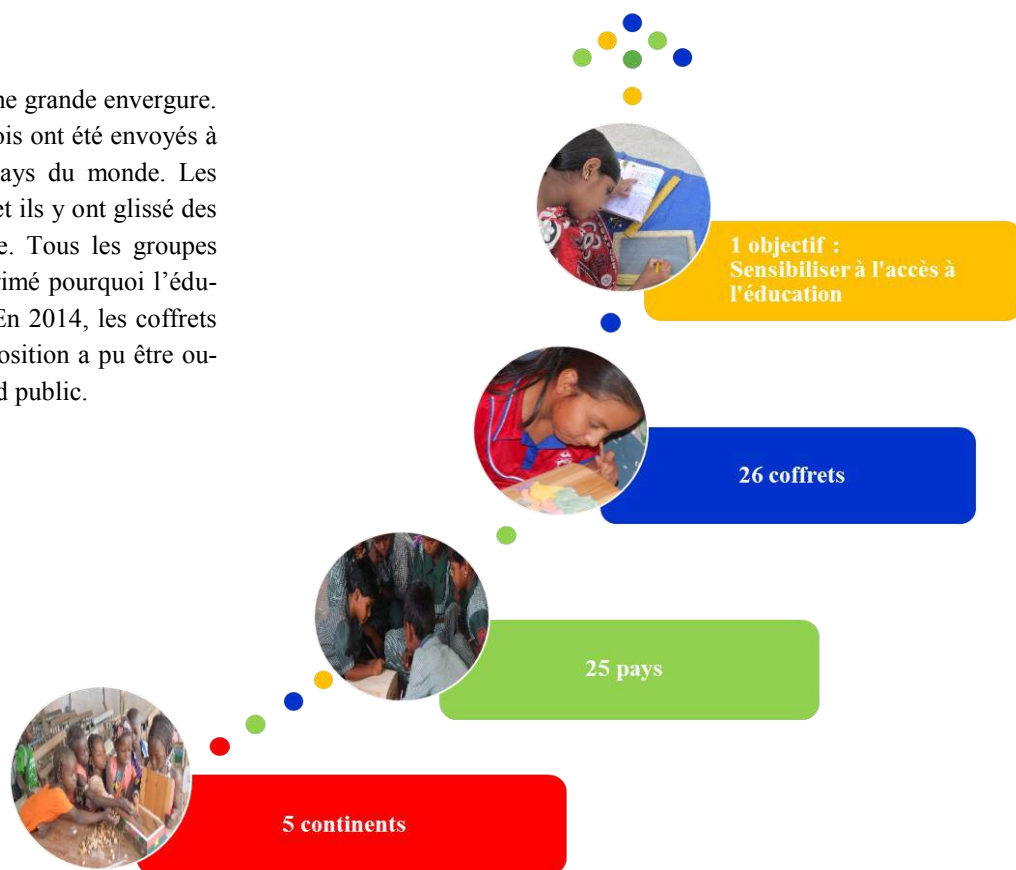 ne grande envergure.
ois ont été envoyés à
ays du monde. Les
et ils y ont glissé des
e. Tous les groupes
imé pourquoi l'édu-
En 2014, les coffrets
osition a pu être ou-
d public.
1 objectif :
Sensibiliser à l'accès à
l'éducation
26 coffrets
25 pays
5 continents